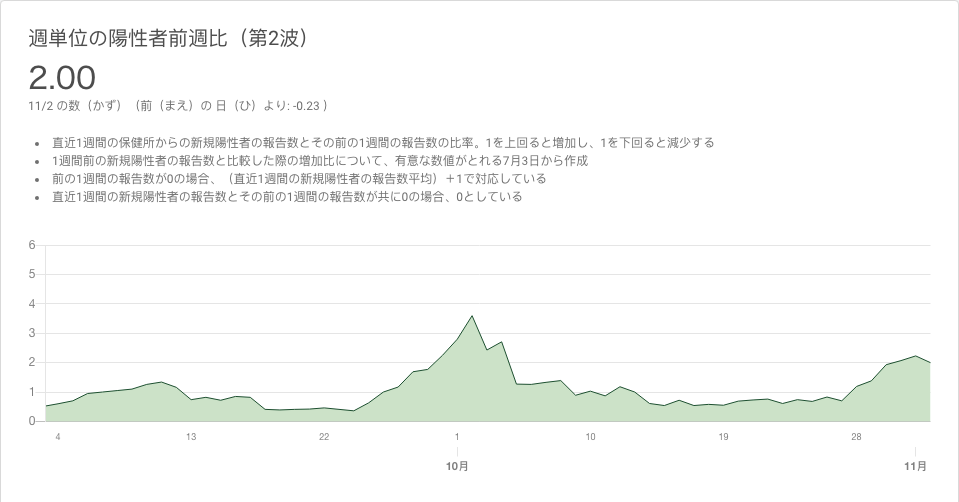 週単位の陽性者前週比（第2波）
2.00
11/2 の数（かず）（前（まえ）の 日（ひ）より: -0.23 ）
• 直近1週間の保健所からの新規陽性者の報告数とその前の1週間の報告数の比率。1を上回ると増加し、1を下回ると減少する
• 1週間前の新規陽性者の報告数と比較した際の増加比について、有意な数値がとれる7月3日から作成
• 前の1週間の報告数が0の場合、（直近1週間の新規陽性者の報告数平均）＋1で対応している
• 直近1週間の新規陽性者の報告数とその前の1週間の報告数が共に0の場合、0としている
6
5
4
3
2
1
0
4 13 22 1 10 19 28
10月 11月